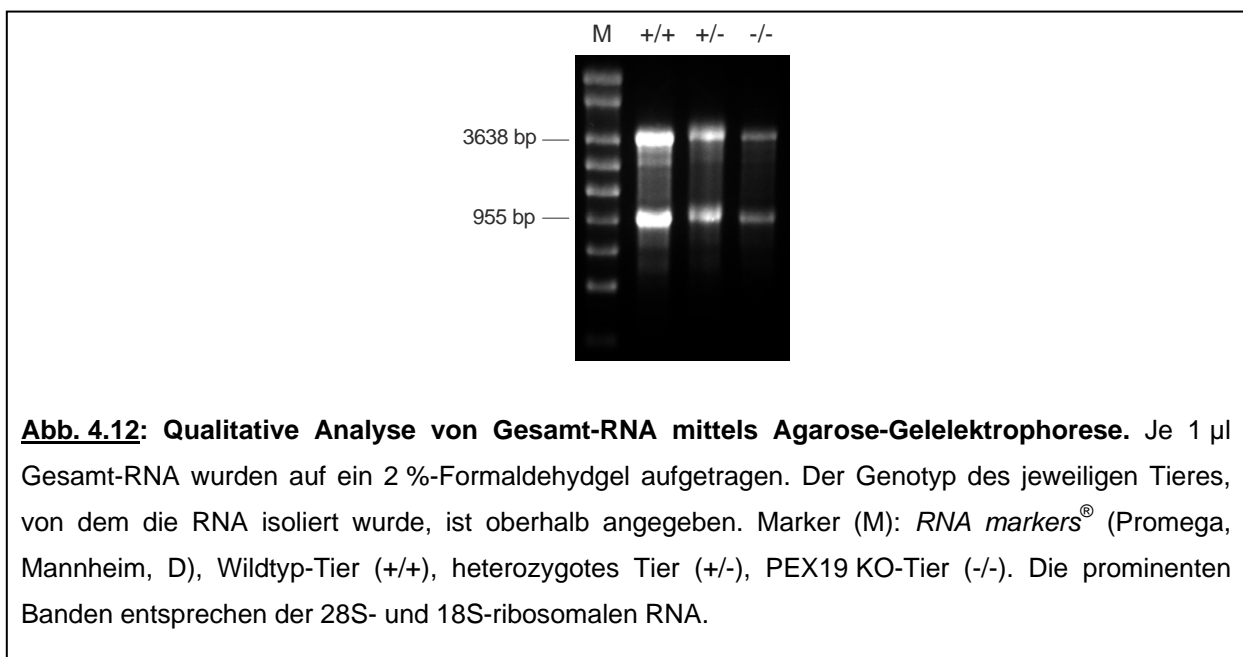 M +/+ +/- -/-
3638 bp
955 bp
Abb. 4.12: Qualitative Analyse von Gesamt-RNA mittels Agarose-Gelelektrophorese. Je 1 µl
Gesamt-RNA wurden auf ein 2 %-Formaldehydgel aufgetragen. Der Genotyp des jeweiligen Tieres,
von dem die RNA isoliert wurde, ist oberhalb angegeben. Marker (M): RNA markers® (Promega,
Mannheim, D), Wildtyp-Tier (+/+), heterozygotes Tier (+/-), PEX19 KO-Tier (-/-). Die prominenten
Banden entsprechen der 28S- und 18S-ribosomalen RNA.